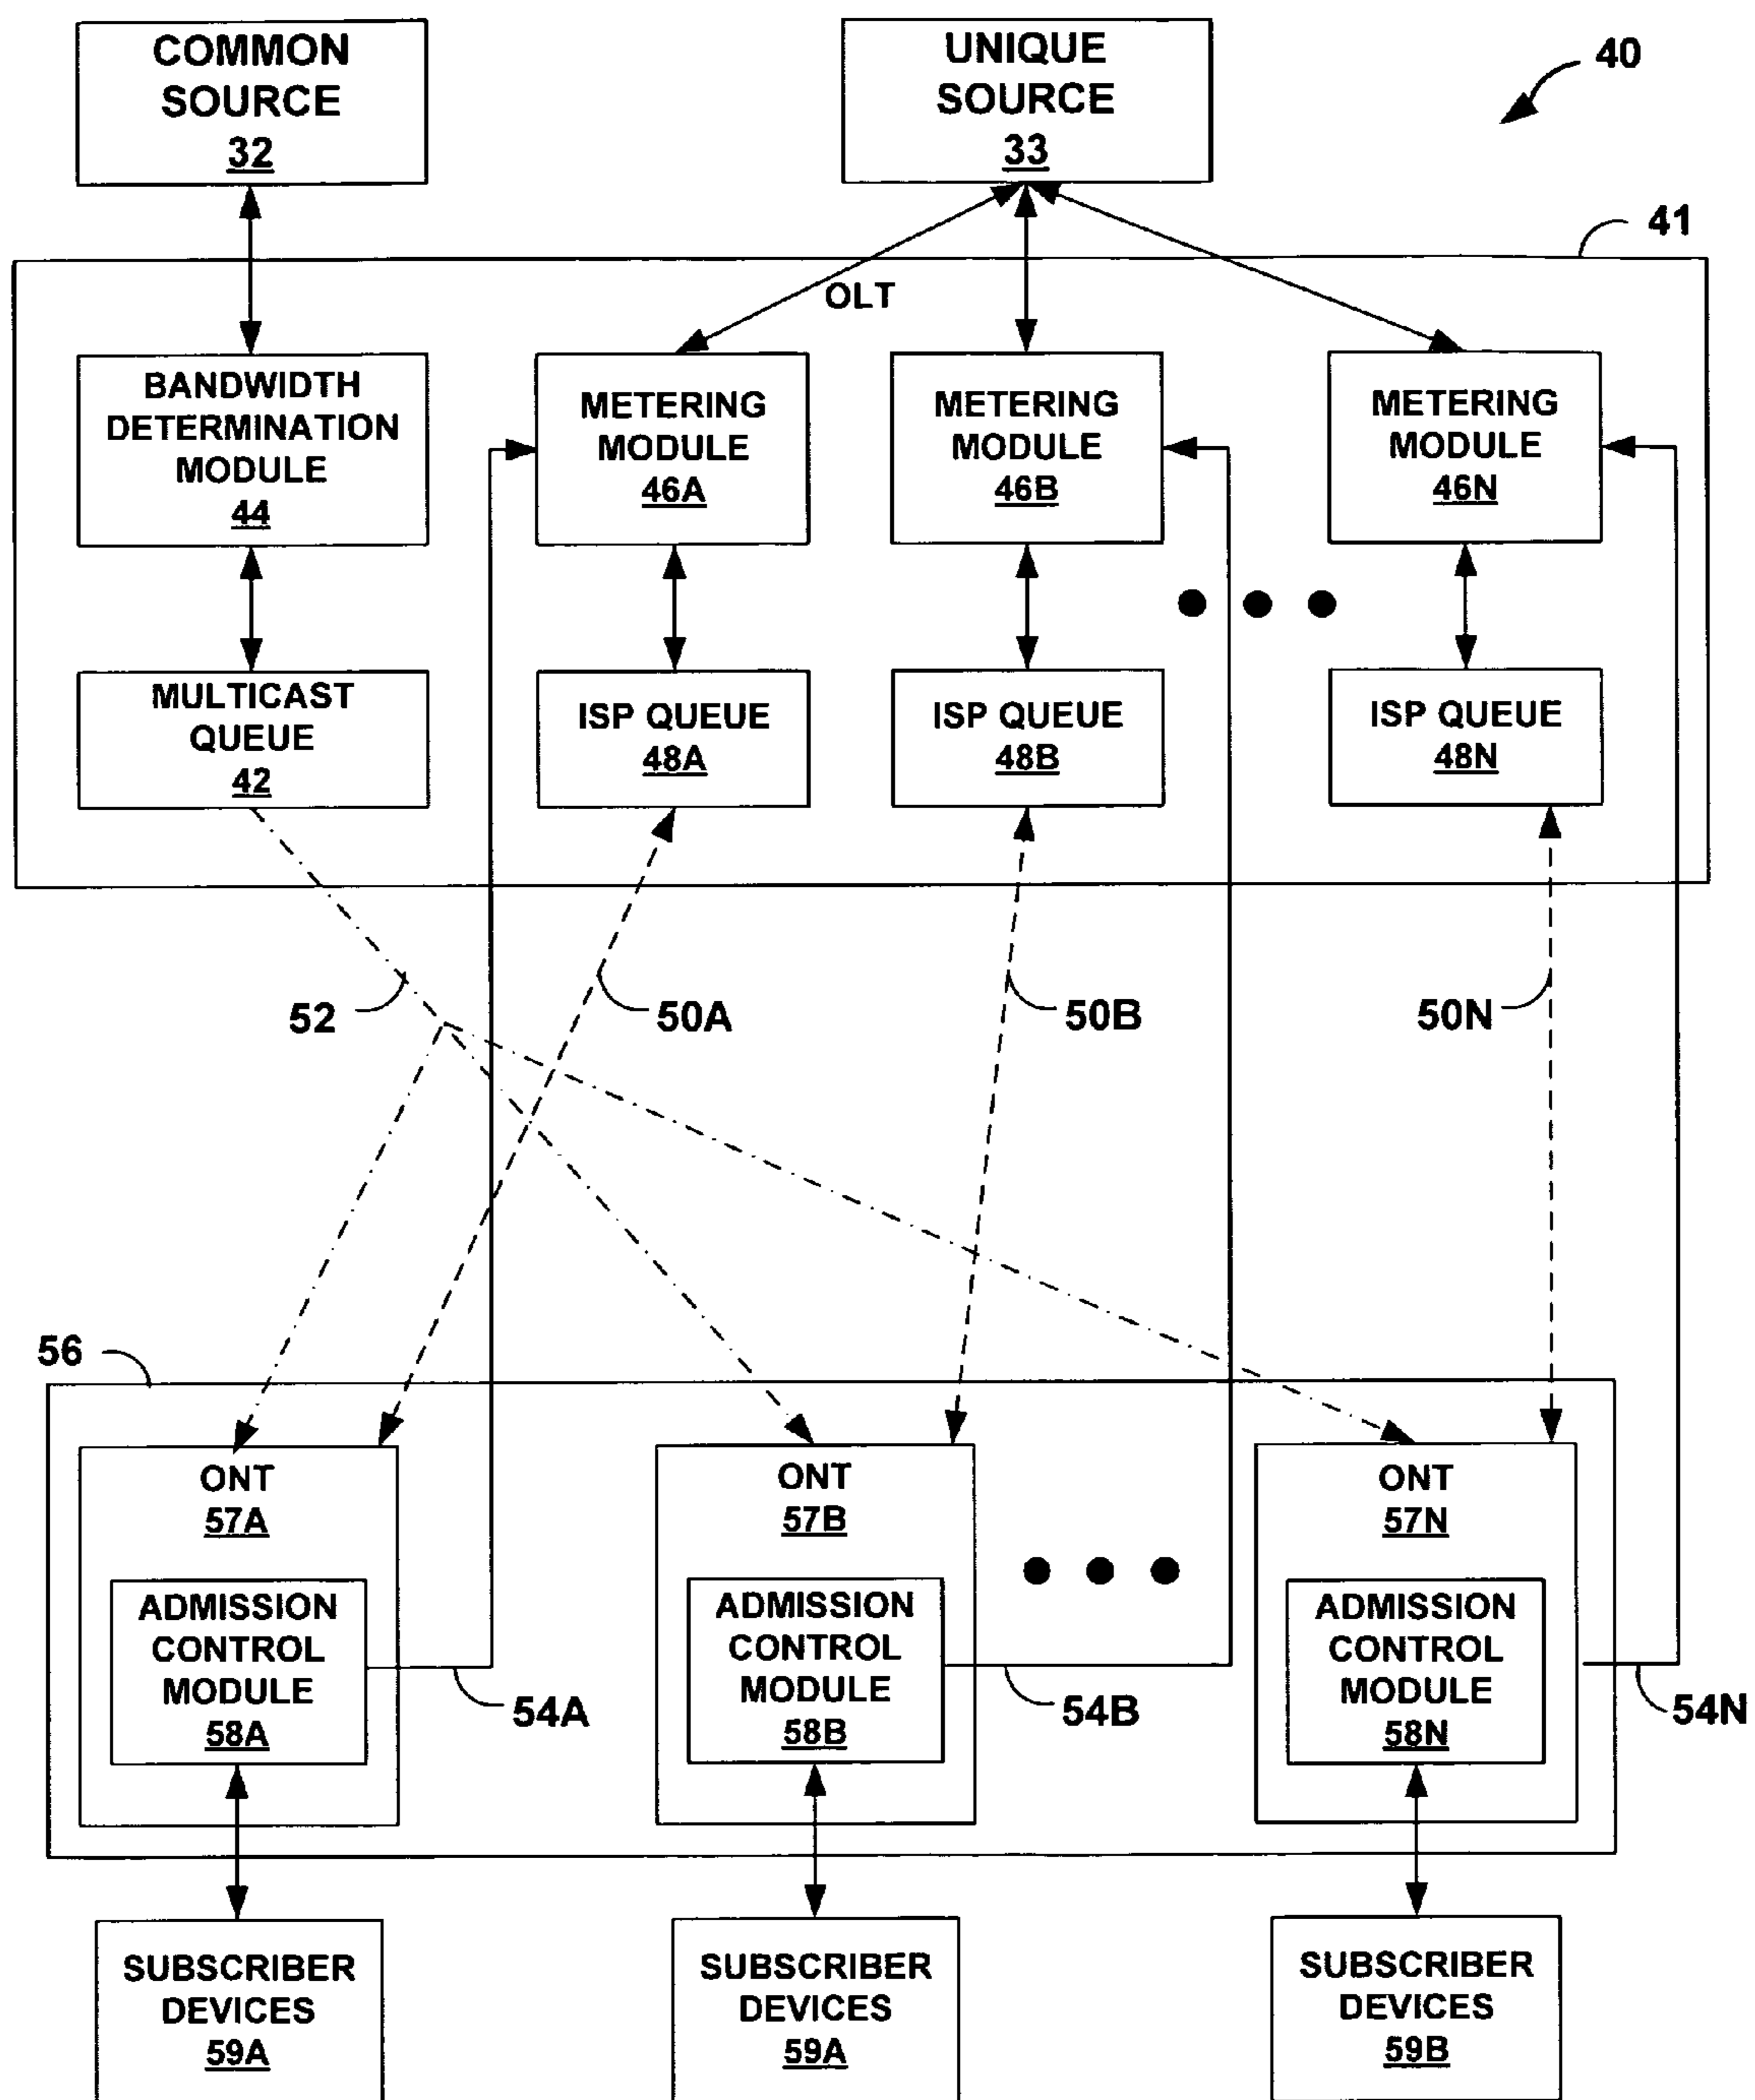 COMMON
SOURCE
32
UNIQUE
SOURCE
33
40
41
OLT
BANDWIDTH
DETERMINATION
MODULE
44
METERING
MODULE
46A
METERING
MODULE
46B
METERING
MODULE
46N
MULTICAST
QUEUE
42
ISP QUEUE
48A
ISP QUEUE
48B
ISP QUEUE
48N
52
50A
50B
50N
56
ONT
57A
ONT
57B
ONT
57N
ADMISSION
CONTROL
MODULE
58A
ADMISSION
CONTROL
MODULE
58B
ADMISSION
CONTROL
MODULE
58N
54A
54B
54N
SUBSCRIBER
DEVICES
59A
SUBSCRIBER
DEVICES
59A
SUBSCRIBER
DEVICES
59B